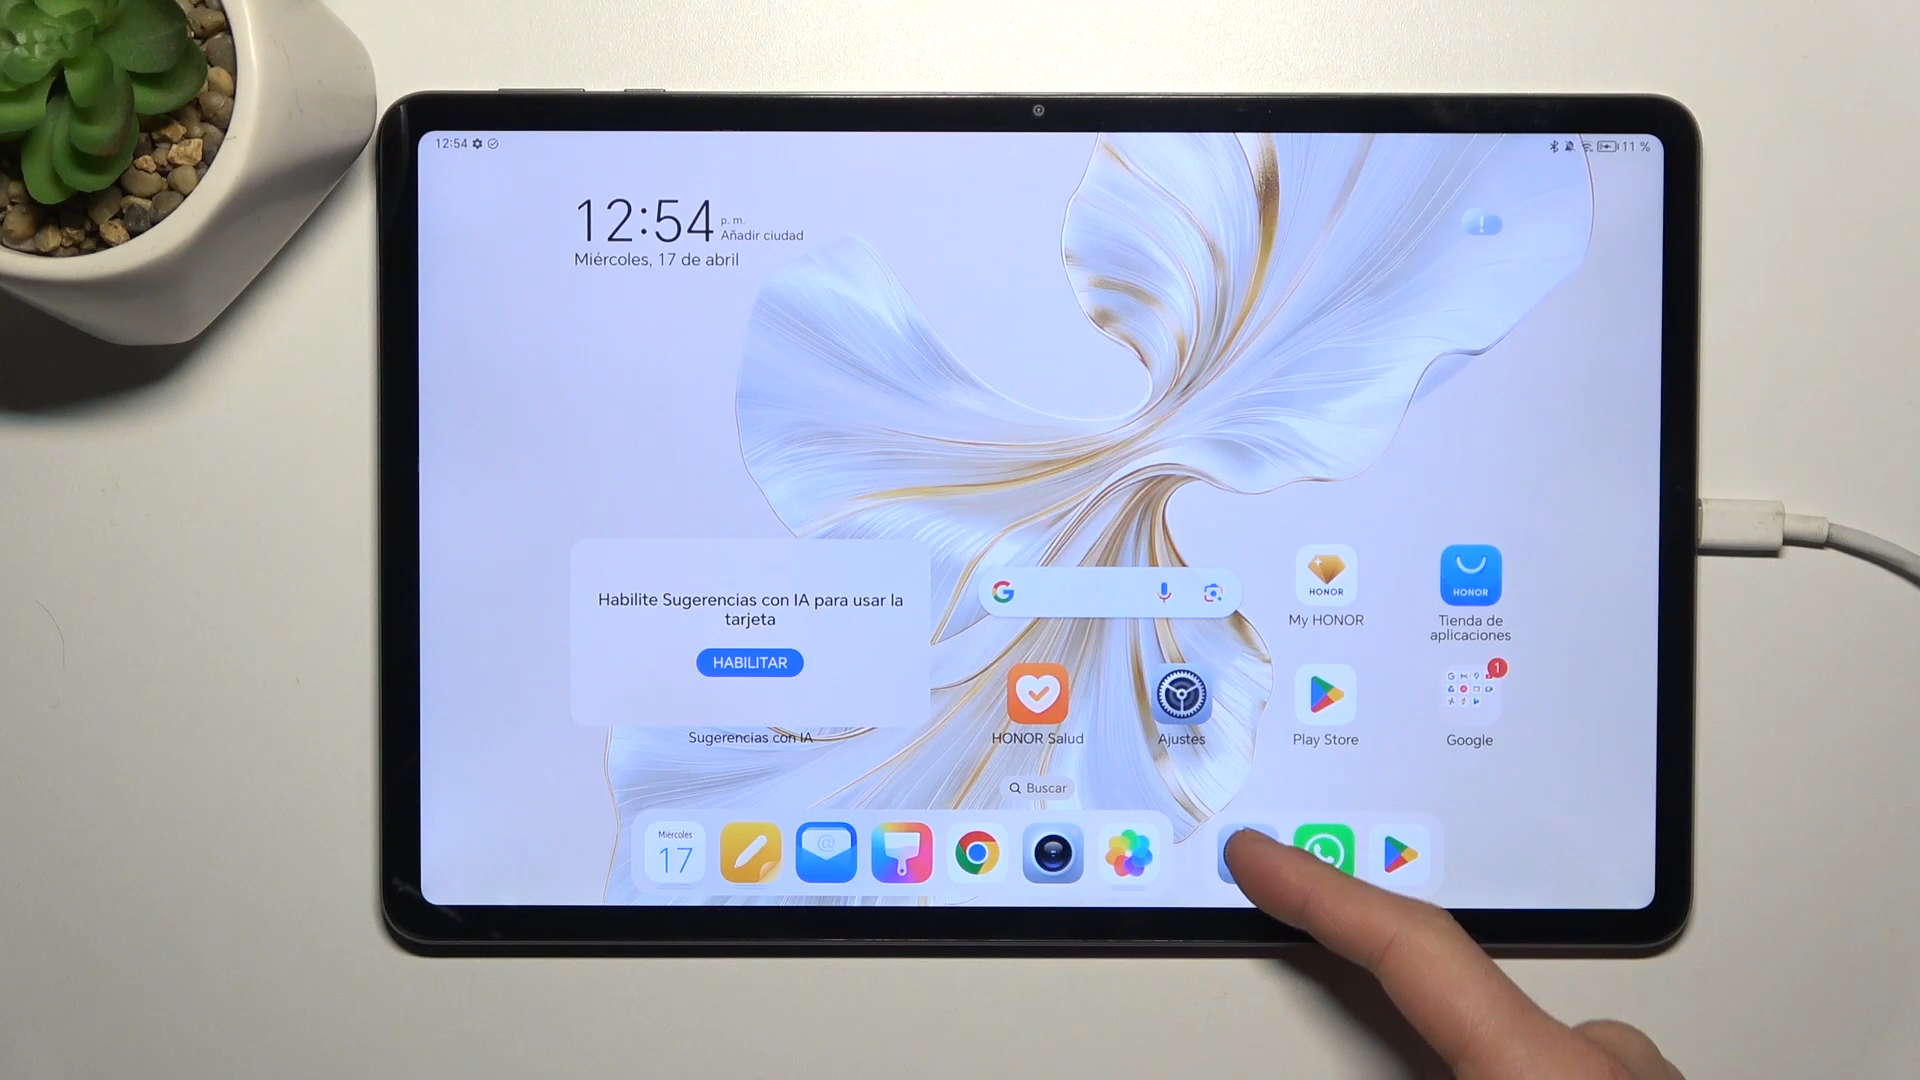 12:54
11 %
12:54 p. m.
Añadir ciudad
Miércoles, 17 de abril
Habilite Sugerencias con IA para usar la
tarjeta
HABILITAR
Sugerencias con IA
HONOR
My HONOR
HONOR
Tienda de
aplicaciones
HONOR Salud
Ajustes
Play Store
1
Google
Buscar
Miércoles
17
@